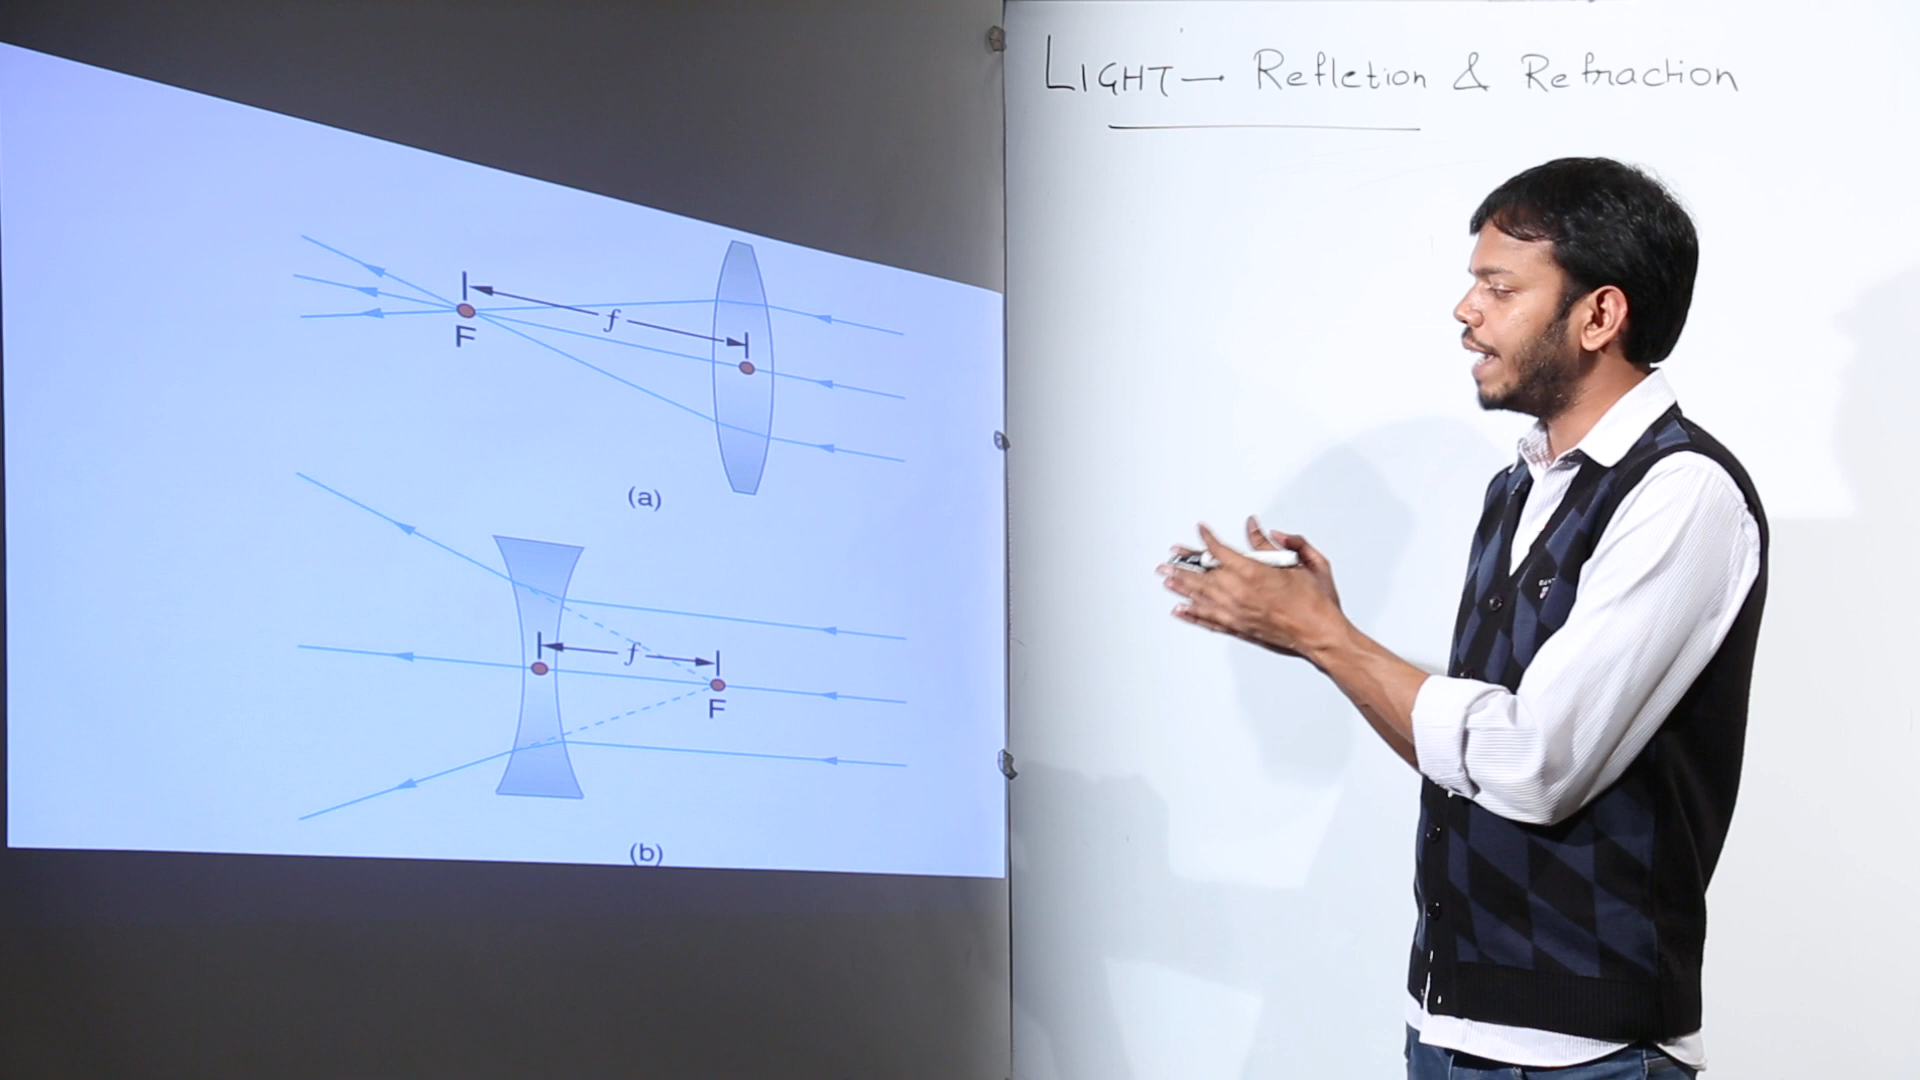 LIGHT → Refletion & Refraction
f
F
(a)
f
F
(b)